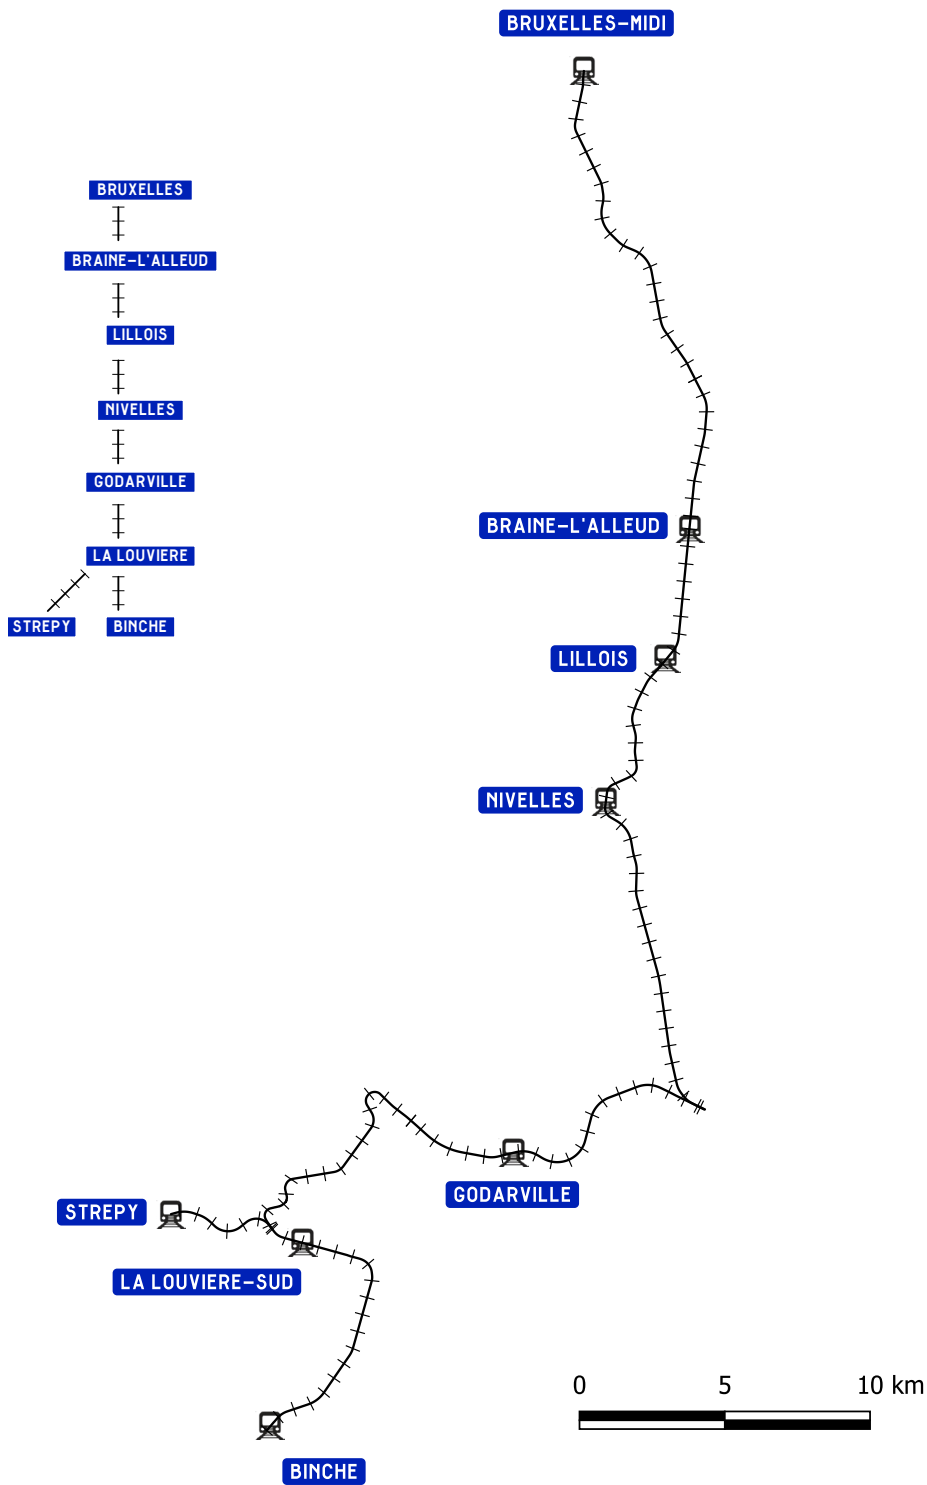 BRUXELLES-MIDI
BRUXELLES
BRAINE-L'ALLEUD
LILLOIS
NIVELLES
GODARVILLE
LA LOUVIERE
STREPY
BINCHE
BRAINE-L'ALLEUD
LILLOIS
NIVELLES
GODARVILLE
STREPY
LA LOUVIERE-SUD
0 5 10 km
BINCHE